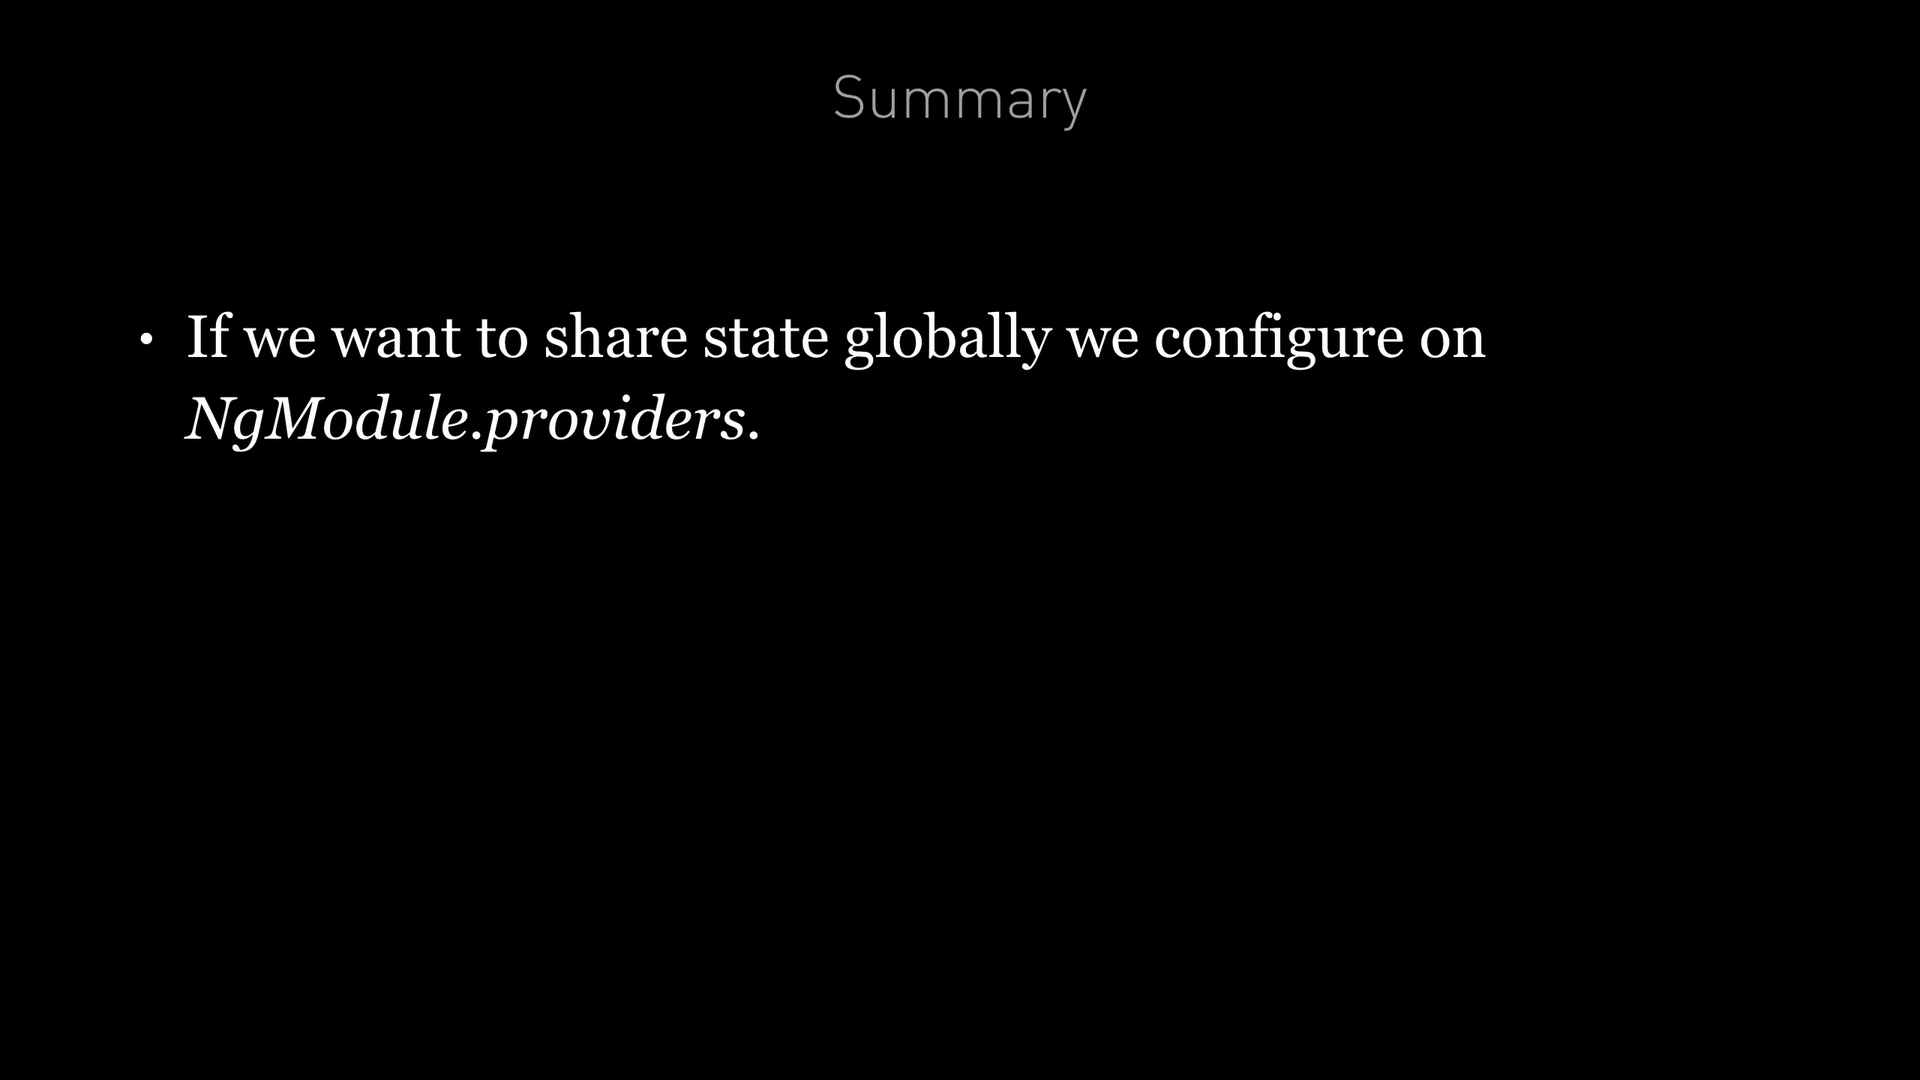 Summary
• If we want to share state globally we configure on
NgModule.providers.